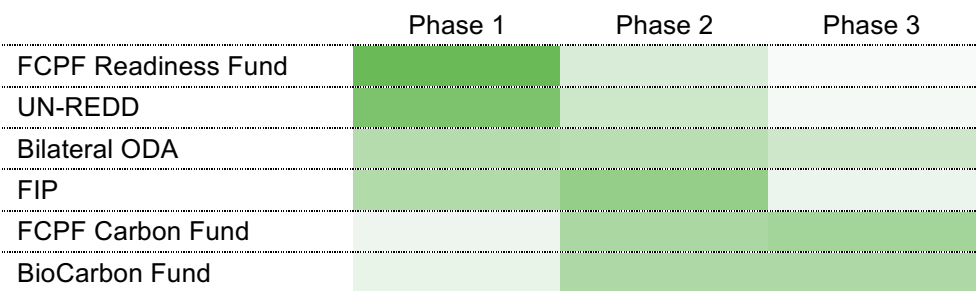 Phase 1 Phase 2 Phase 3
FCPF Readiness Fund
UN-REDD
Bilateral ODA
FIP
FCPF Carbon Fund
BioCarbon Fund